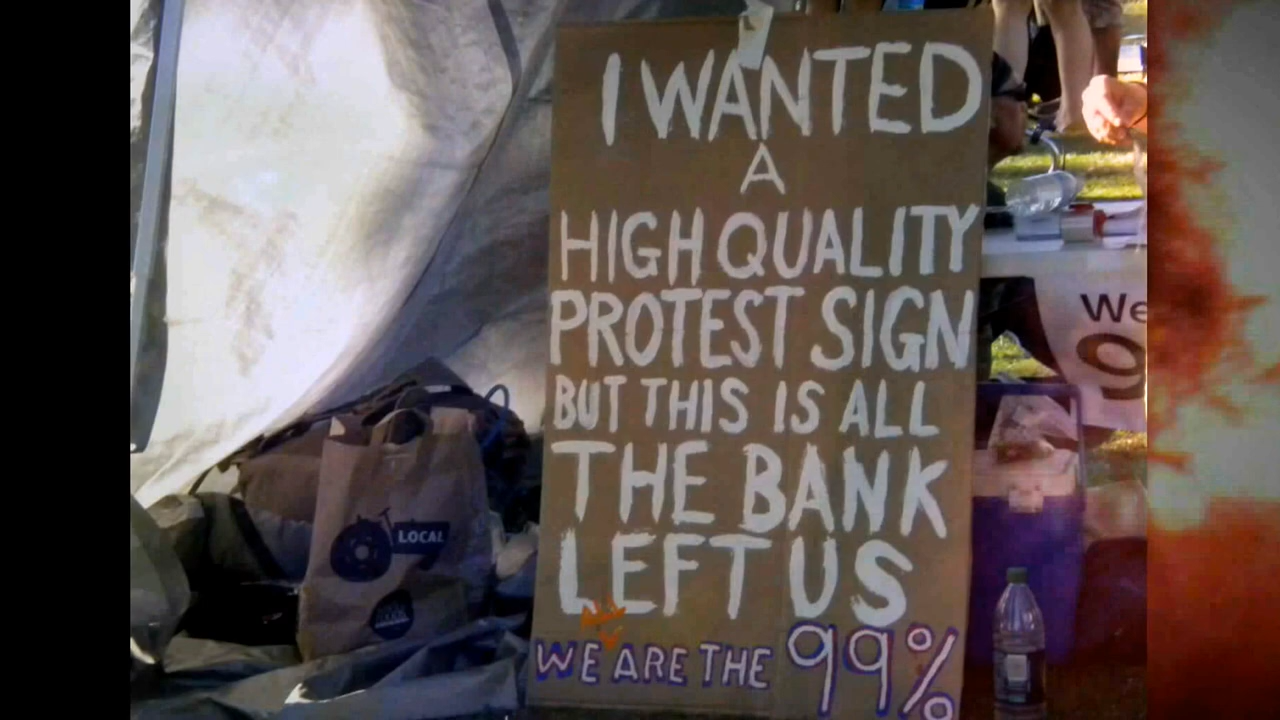 I WANTED
A
HIGH QUALITY
PROTEST SIGN
BUT THIS IS ALL
THE BANK
LEFT US
WE ARE THE 99%
LOCAL
We
9